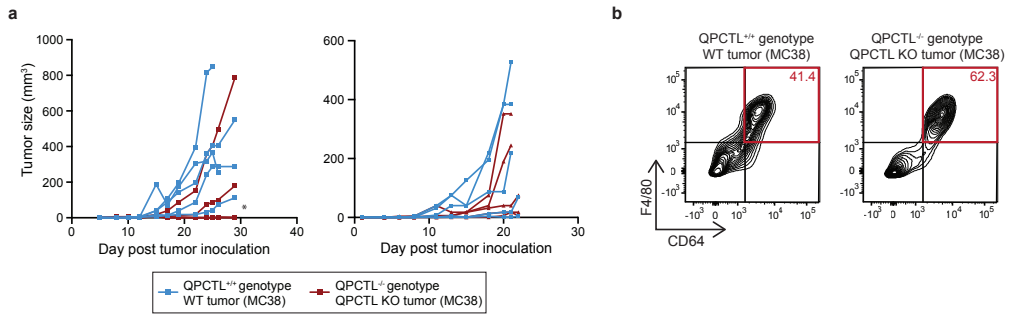 a
b
1000
800
600
400
200
0
Tumor size (mm³)
0
10
20
30
40
Day post tumor inoculation
600
400
200
0
0
10
20
30
Day post tumor inoculation
*
*
QPCTL+/+ genotype
WT tumor (MC38)
QPCTL-/- genotype
QPCTL KO tumor (MC38)
QPCTL+/+ genotype
WT tumor (MC38)
41.4
10⁵
10⁴
10³
0
-10³
-10³
0
10³
10⁴
10⁵
F4/80
CD64
QPCTL-/- genotype
QPCTL KO tumor (MC38)
62.3
10⁵
10⁴
10³
0
-10³
-10³
0
10³
10⁴
10⁵